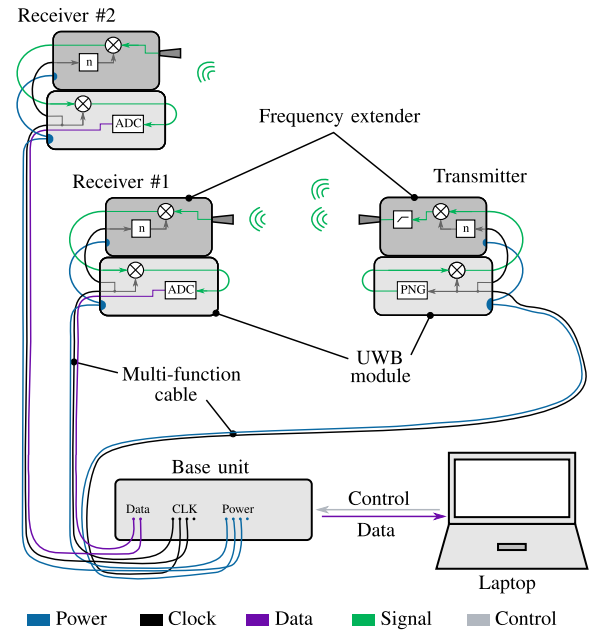 Receiver #2
n
ADC
Frequency extender
Receiver #1
Transmitter
n
n
ADC
PNG
UWB
module
Multi-function
cable
Base unit
Data CLK Power
Control
Data
Laptop
Power Clock Data Signal Control